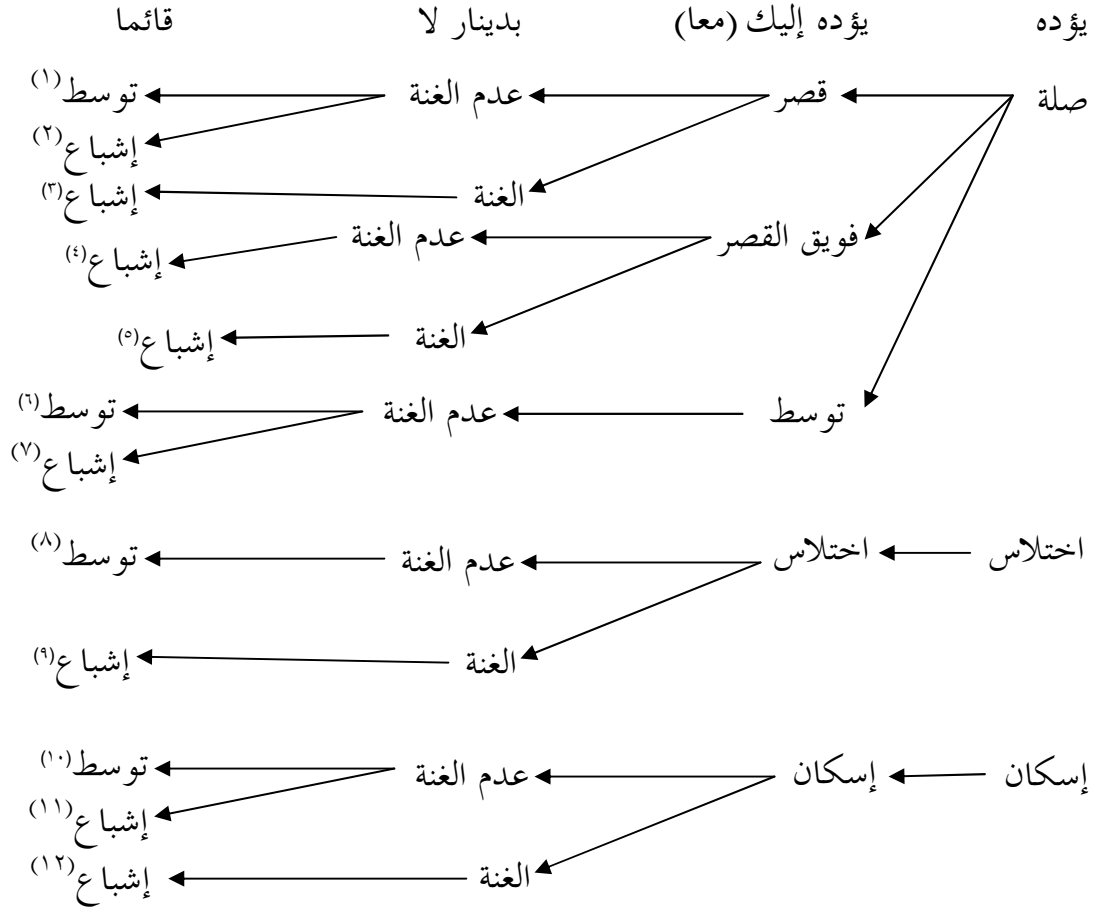 يؤده يؤده إليك (معا) بدينار لا قائما
صلة قصر عدم الغنة توسط(١)
إشباع(٢)
الغنة إشباع(٣)
فويق القصر عدم الغنة إشباع(٤)
الغنة إشباع(٥)
توسط عدم الغنة توسط(٦)
إشباع(٧)
اختلاس اختلاس عدم الغنة توسط(٨)
الغنة إشباع(٩)
إسكان إسكان عدم الغنة توسط(١٠)
إشباع(١١)
الغنة إشباع(١٢)